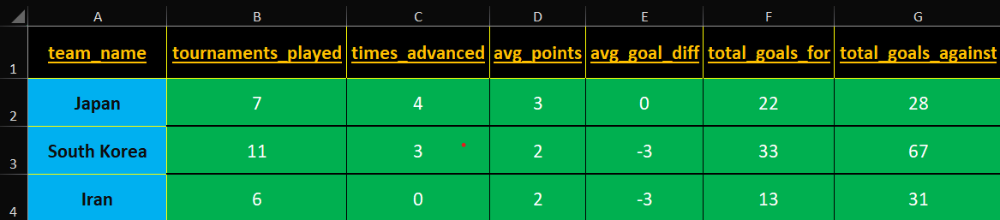 A B C D E F G
1 team_name tournaments_played times_advanced avg_points avg_goal_diff total_goals_for total_goals_against
2 Japan 7 4 3 0 22 28
3 South Korea 11 3 2 -3 33 67
4 Iran 6 0 2 -3 13 31